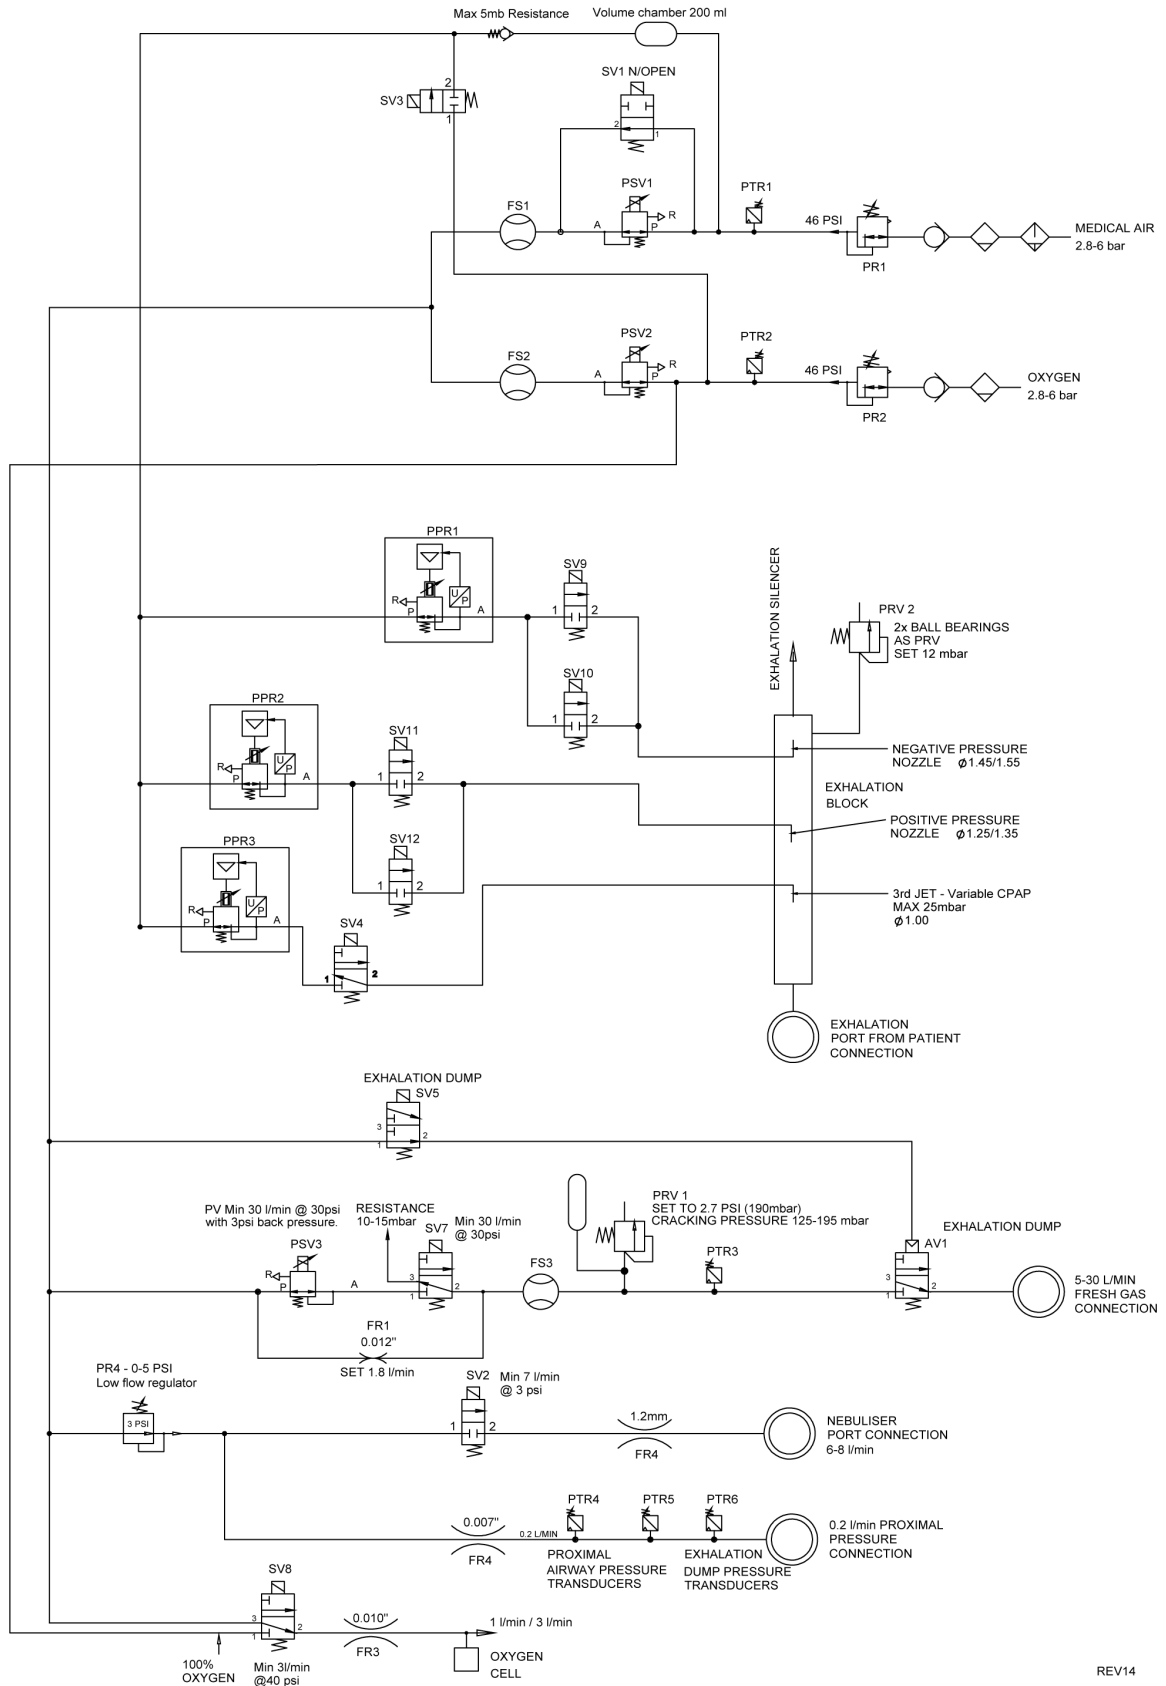 Max 5mb Resistance
Volume chamber 200 ml
SV1 N/OPEN
2
SV3
1
2
1
PSV1
PTR1
FS1
A
P
R
46 PSI
PR1
MEDICAL AIR
2.8-6 bar
PSV2
PTR2
FS2
A
P
R
46 PSI
PR2
OXYGEN
2.8-6 bar
PPR1
U
P
R
P
A
SV9
1
2
SV10
1
2
EXHALATION SILENCER
PRV 2
2x BALL BEARINGS
AS PRV
SET 12 mbar
PPR2
U
P
R
P
A
SV11
1
2
SV12
1
2
NEGATIVE PRESSURE
NOZZLE ϕ1.45/1.55
EXHALATION
BLOCK
POSITIVE PRESSURE
NOZZLE ϕ1.25/1.35
PPR3
U
P
R
P
A
SV4
1
2
3rd JET - Variable CPAP
MAX 25mbar
ϕ1.00
EXHALATION
PORT FROM PATIENT
CONNECTION
EXHALATION DUMP
SV5
3
1
2
PV Min 30 l/min @ 30psi
with 3psi back pressure.
PSV3
R
P
A
RESISTANCE
10-15mbar
Min 30 l/min
@ 30psi
SV7
3
1
2
FS3
PRV 1
SET TO 2.7 PSI (190mbar)
CRACKING PRESSURE 125-195 mbar
PTR3
EXHALATION DUMP
AV1
3
1
2
5-30 L/MIN
FRESH GAS
CONNECTION
FR1
0.012"
SET 1.8 l/min
PR4 - 0-5 PSI
Low flow regulator
3 PSI
SV2
Min 7 l/min
@ 3 psi
1
2
1.2mm
FR4
NEBULISER
PORT CONNECTION
6-8 l/min
0.007"
FR4
0.2 L/MIN
PTR4
PTR5
PTR6
PROXIMAL
AIRWAY PRESSURE
TRANSDUCERS
EXHALATION
DUMP PRESSURE
TRANSDUCERS
0.2 l/min PROXIMAL
PRESSURE
CONNECTION
SV8
3
1
2
100%
OXYGEN
Min 3l/min
@40 psi
0.010"
FR3
1 l/min / 3 l/min
OXYGEN
CELL
REV14